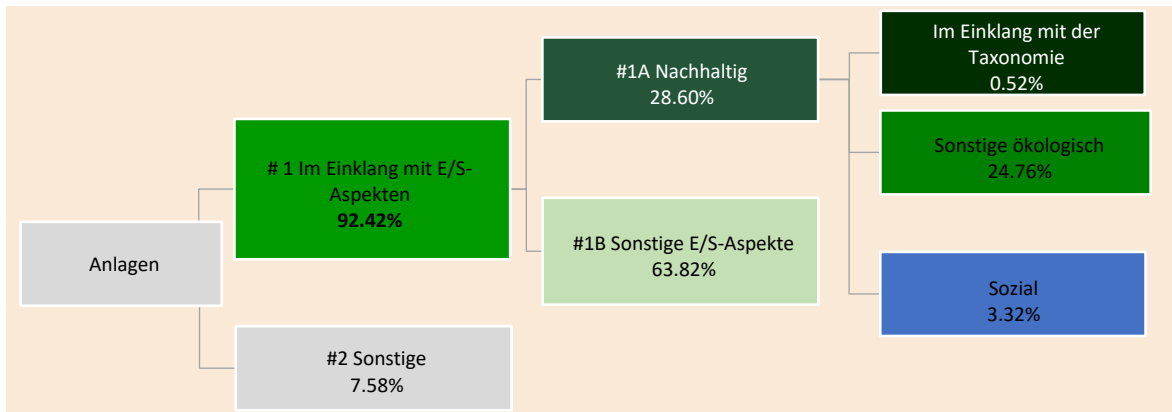 Anlagen
# 1 Im Einklang mit E/S-
Aspekten
92.42%
#2 Sonstige
7.58%
#1A Nachhaltig
28.60%
#1B Sonstige E/S-Aspekte
63.82%
Im Einklang mit der
Taxonomie
0.52%
Sonstige ökologisch
24.76%
Sozial
3.32%